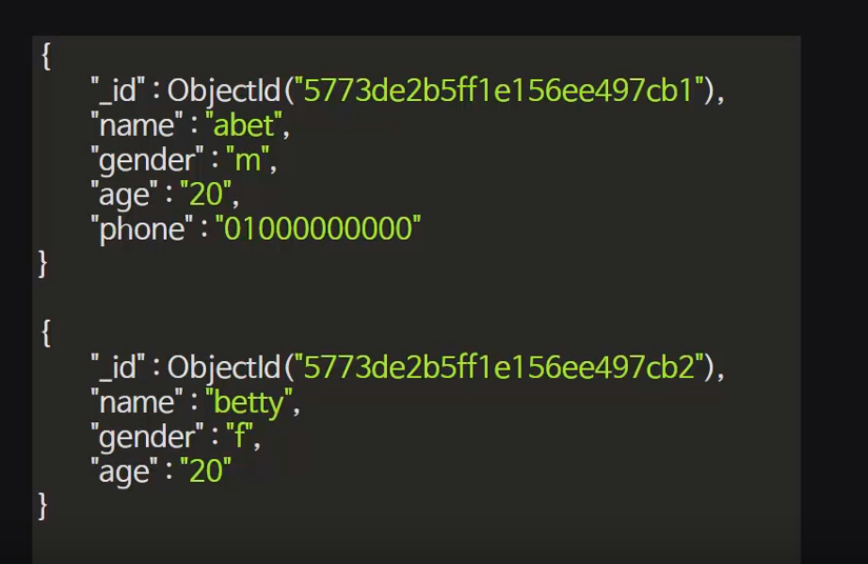 {
"_id" : ObjectId("5773de2b5ff1e156ee497cb1"),
"name" : "abet",
"gender" : "m",
"age" : "20",
"phone" : "01000000000"
}
{
"_id" : ObjectId("5773de2b5ff1e156ee497cb2"),
"name" : "betty",
"gender" : "f",
"age" : "20"
}